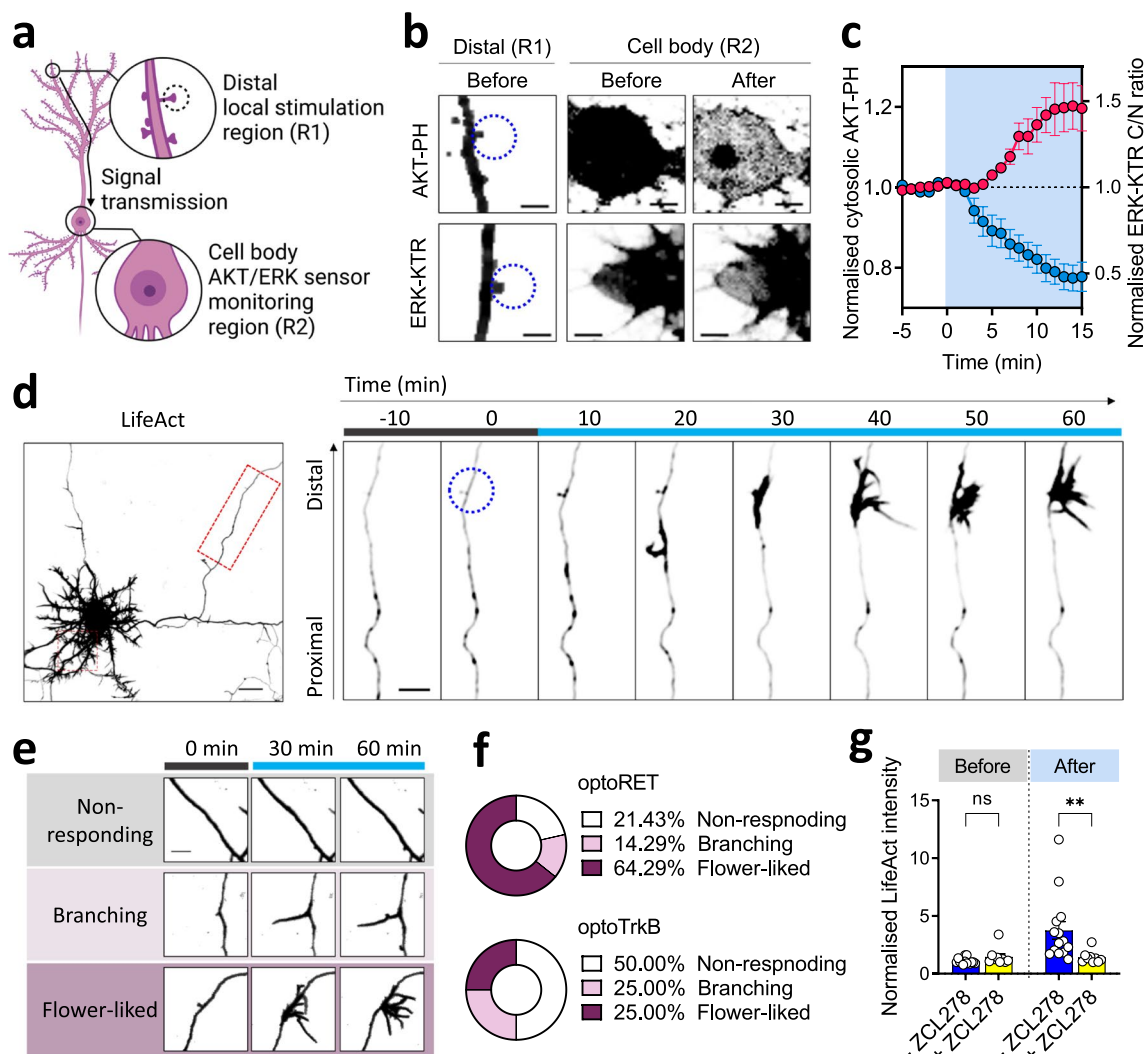 a
Distal
local stimulation
region (R1)
Signal
transmission
Cell body
AKT/ERK sensor
monitoring
region (R2)
b
Distal (R1)
Cell body (R2)
Before
Before
After
AKT-PH
ERK-KTR
c
Normalised cytosolic AKT-PH
1.2
1.0
0.8
1.5
1.0
0.5
Normalised ERK-KTR C/N ratio
-5 0 5 10 15
Time (min)
d
Time (min)
LifeAct
-10 0 10 20 30 40 50 60
Distal
Proximal
e
0 min 30 min 60 min
Non-
responding
Branching
Flower-liked
f
optoRET
21.43% Non-respnoding
14.29% Branching
64.29% Flower-liked
optoTrkB
50.00% Non-respnoding
25.00% Branching
25.00% Flower-liked
g
Before After
Normalised LifeAct intensity
15
10
5
0
ns
**
ZCL278
ZCL278
ZCL278
ZCL278